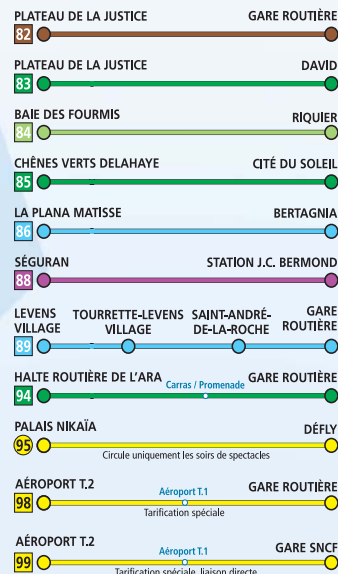 PLATEAU DE LA JUSTICE GARE ROUTIÈRE
82
PLATEAU DE LA JUSTICE DAVID
83
BAIE DES FOURMIS RIQUIER
84
CHÊNES VERTS DELAHAYE CITÉ DU SOLEIL
85
LA PLANA MATISSE BERTAGNIA
86
SÉGURAN STATION J.C. BERMOND
88
LEVENS VILLAGE TOURRETTE-LEVENS VILLAGE SAINT-ANDRÉ-DE-LA-ROCHE GARE ROUTIÈRE
89
HALTE ROUTIÈRE DE L'ARA Carras / Promenade GARE ROUTIÈRE
94
PALAIS NIKAÏA DÉFLY
95
Circule uniquement les soirs de spectacles
AÉROPORT T.2 Aéroport T.1 GARE ROUTIÈRE
98
Tarification spéciale
AÉROPORT T.2 Aéroport T.1 GARE SNCF
99
Tarification spéciale, liaison directe